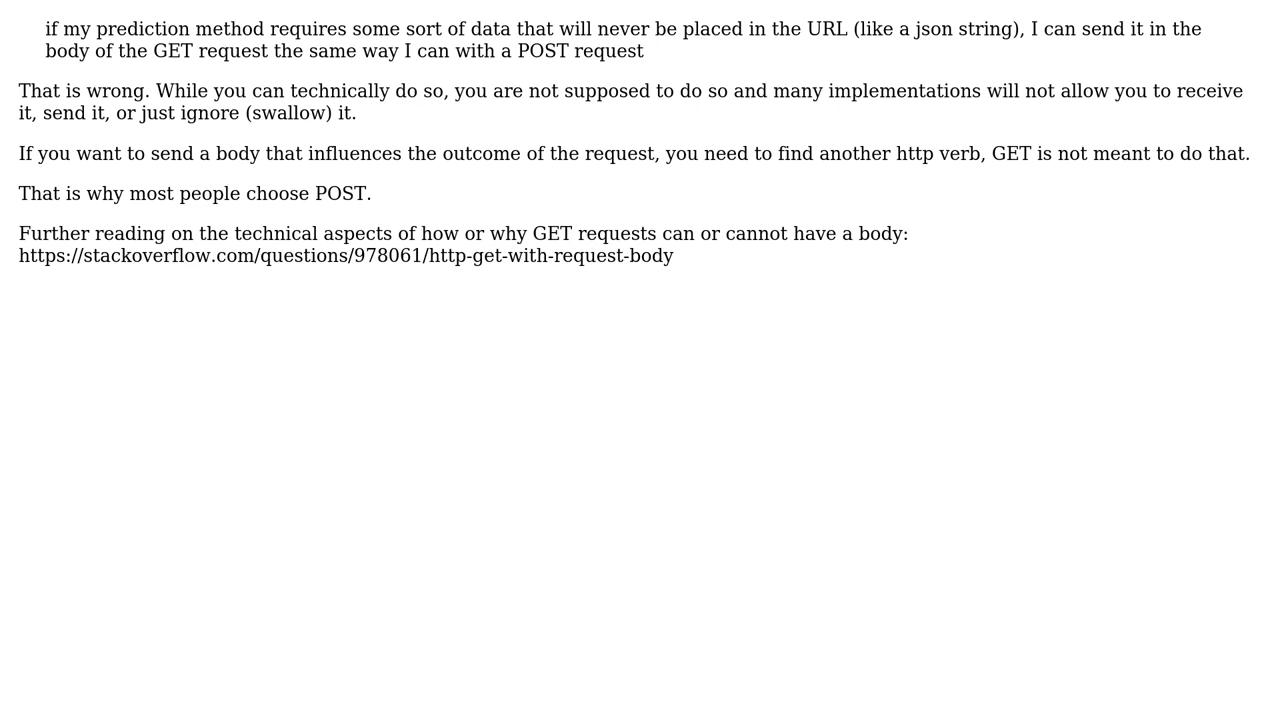 if my prediction method requires some sort of data that will never be placed in the URL (like a json string), I can send it in the
body of the GET request the same way I can with a POST request
That is wrong. While you can technically do so, you are not supposed to do so and many implementations will not allow you to receive
it, send it, or just ignore (swallow) it.
If you want to send a body that influences the outcome of the request, you need to find another http verb, GET is not meant to do that.
That is why most people choose POST.
Further reading on the technical aspects of how or why GET requests can or cannot have a body:
https://stackoverflow.com/questions/978061/http-get-with-request-body